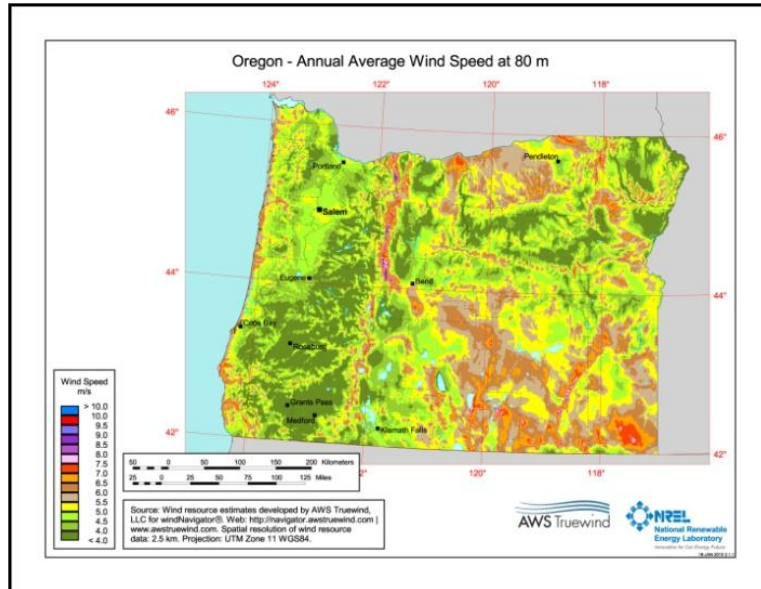 Oregon - Annual Average Wind Speed at 80 m
124°
122°
120°
118°
46°
46°
Pendleton
Portland
Salem
44°
44°
Eugene
Bend
Coos Bay
Roseburg
Wind Speed
m/s
> 10.0
10.0
9.5
9.0
8.5
8.0
7.5
7.0
6.5
6.0
5.5
5.0
4.5
4.0
< 4.0
Grants Pass
Medford
Klamath Falls
42°
42°
122°
120°
118°
50 0 50 100 150 200 Kilometers
25 0 25 50 75 100 125 Miles
Source: Wind resource estimates developed by AWS Truewind,
LLC for windNavigator®. Web: http://navigator.awstruewind.com |
www.awstruewind.com. Spatial resolution of wind resource
data: 2.5 km. Projection: UTM Zone 11 WGS84.
AWS Truewind
NREL
National Renewable
Energy Laboratory
Innovation for Our Energy Future